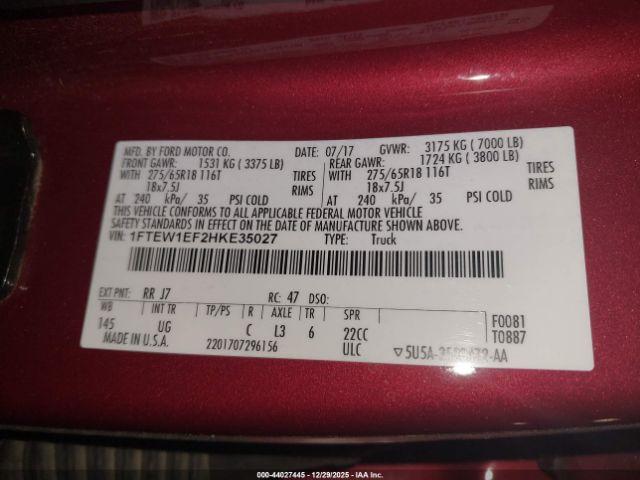 MFD. BY FORD MOTOR CO.
DATE: 07/17 GVWR: 3175 KG ( 7000 LB)
FRONT GAWR: 1531 KG ( 3375 LB) REAR GAWR: 1724 KG ( 3800 LB)
WITH 275/65R18 116T TIRES WITH 275/65R18 116T TIRES
18x7.5J RIMS 18x7.5J RIMS
AT 240 kPa/ 35 PSI COLD AT 240 kPa/ 35 PSI COLD
THIS VEHICLE CONFORMS TO ALL APPLICABLE FEDERAL MOTOR VEHICLE
SAFETY STANDARDS IN EFFECT ON THE DATE OF MANUFACTURE SHOWN ABOVE.
VIN: 1FTEW1EF2HKE35027 TYPE: Truck
EXT PNT: RR J7 RC: 47 DSO:
WB INT TR TP/PS R AXLE TR SPR
145 UG C L3 6 22CC
F0081
T0887
MADE IN U.S.A. 2201707296156 ULC
000-44027445 - 12/29/2025 - IAA Inc.